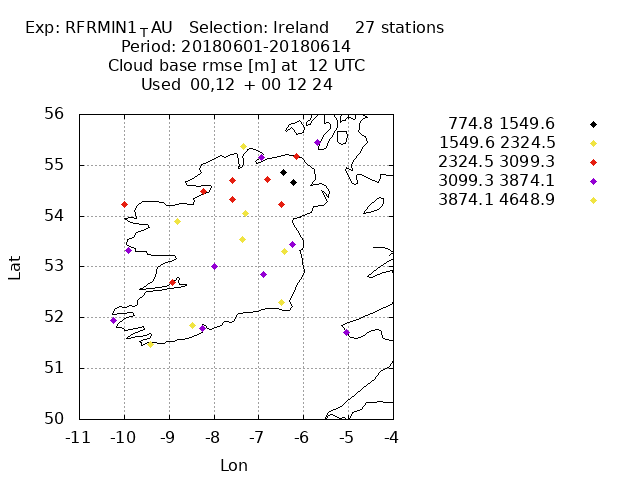 Exp: RFRMIN1_TAU   Selection: Ireland     27 stations
Period: 20180601-20180614
Cloud base rmse [m] at  12 UTC
Used  00,12  + 00 12 24
774.8 1549.6
1549.6 2324.5
2324.5 3099.3
3099.3 3874.1
3874.1 4648.9
56
55
54
53
52
51
50
Lat
-11 -10 -9 -8 -7 -6 -5 -4
Lon